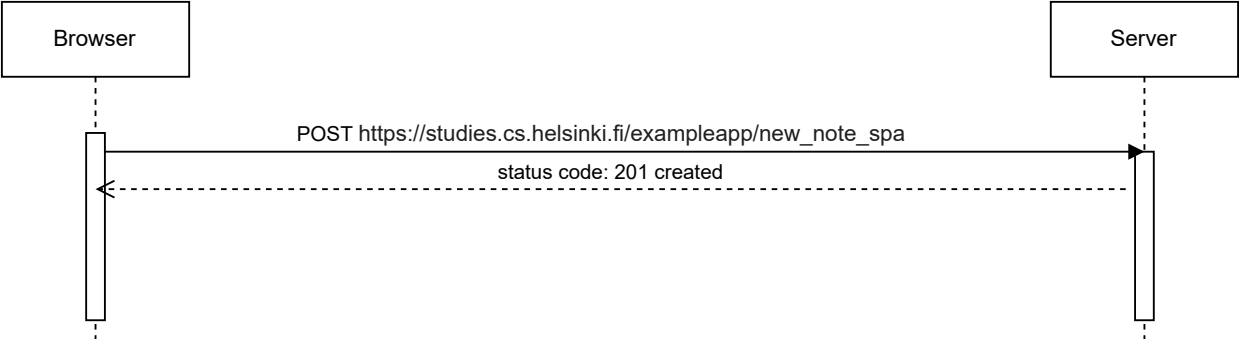 Browser
Server
POST https://studies.cs.helsinki.fi/exampleapp/new_note_spa
status code: 201 created